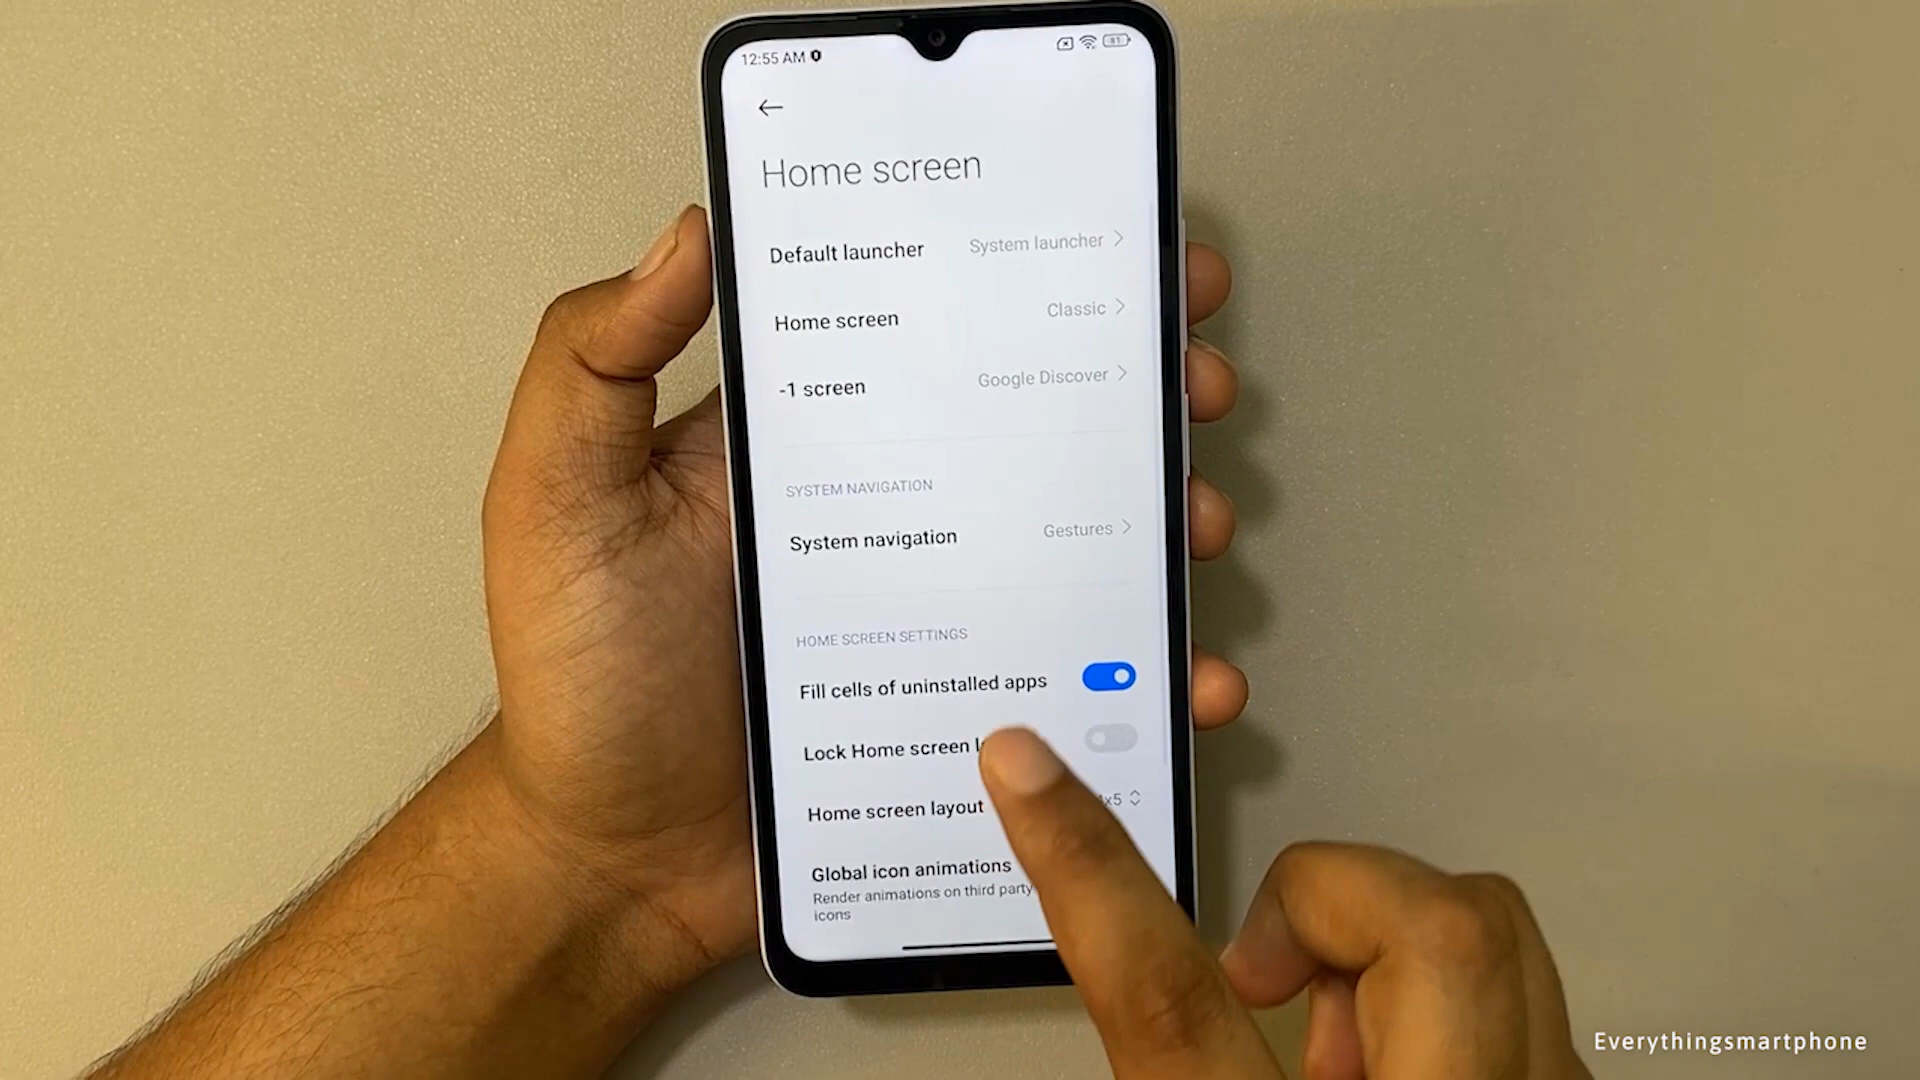 12:55 AM
81
Home screen
Default launcher System launcher
Home screen Classic
-1 screen Google Discover
SYSTEM NAVIGATION
System navigation Gestures
HOME SCREEN SETTINGS
Fill cells of uninstalled apps
Lock Home screen
Home screen layout x5
Global icon animations
Render animations on third party
icons
Everythingsmartphone